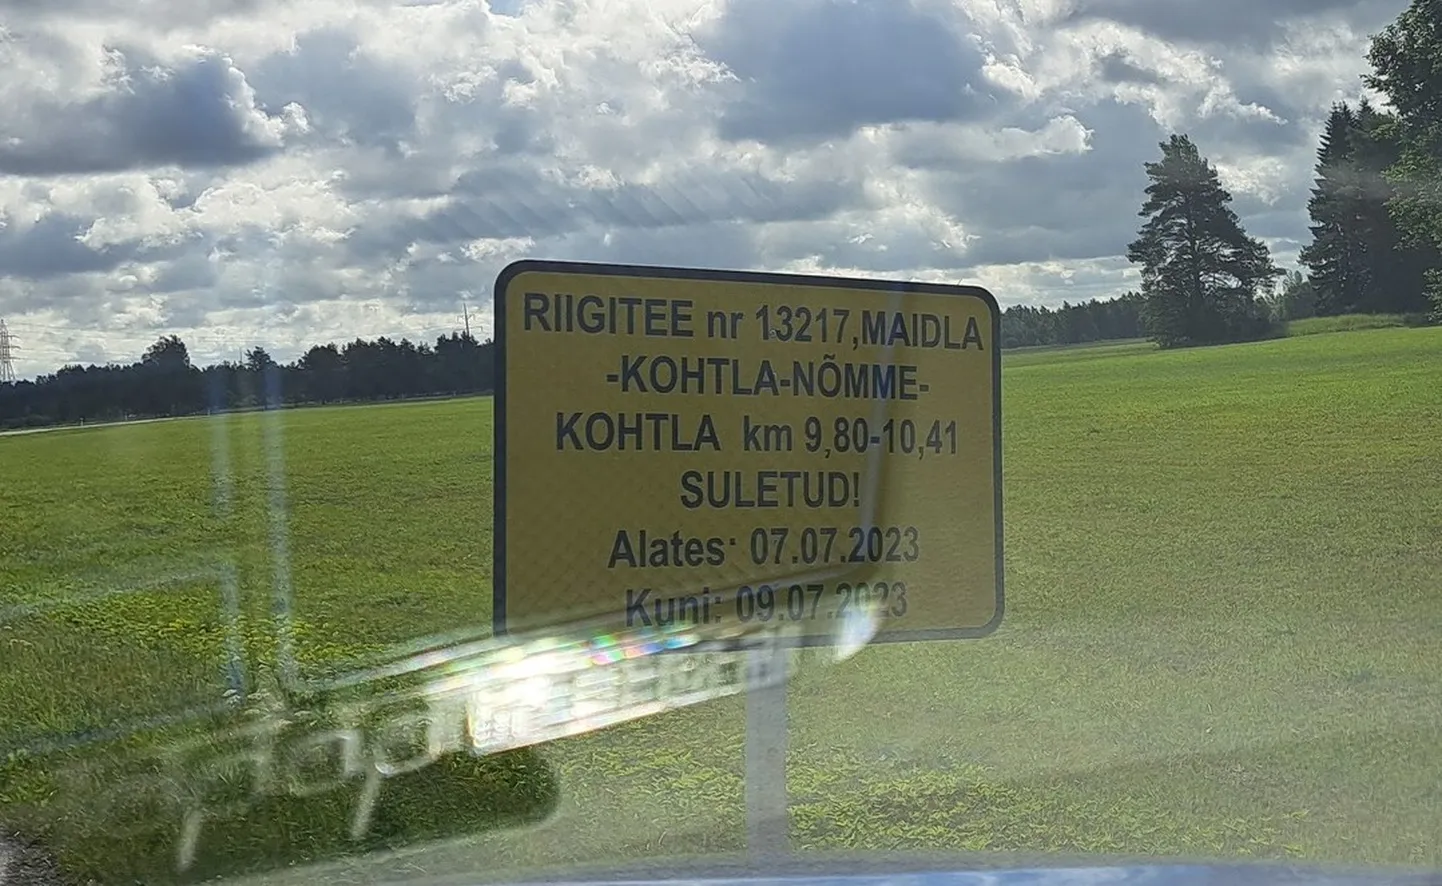 RIIGITEE nr 13217,MAIDLA
-KOHTLA-NÕMME-
KOHTLA km 9,80-10,41
SULETUD!
Alates: 07.07.2023
Kuni: 09.07.2023